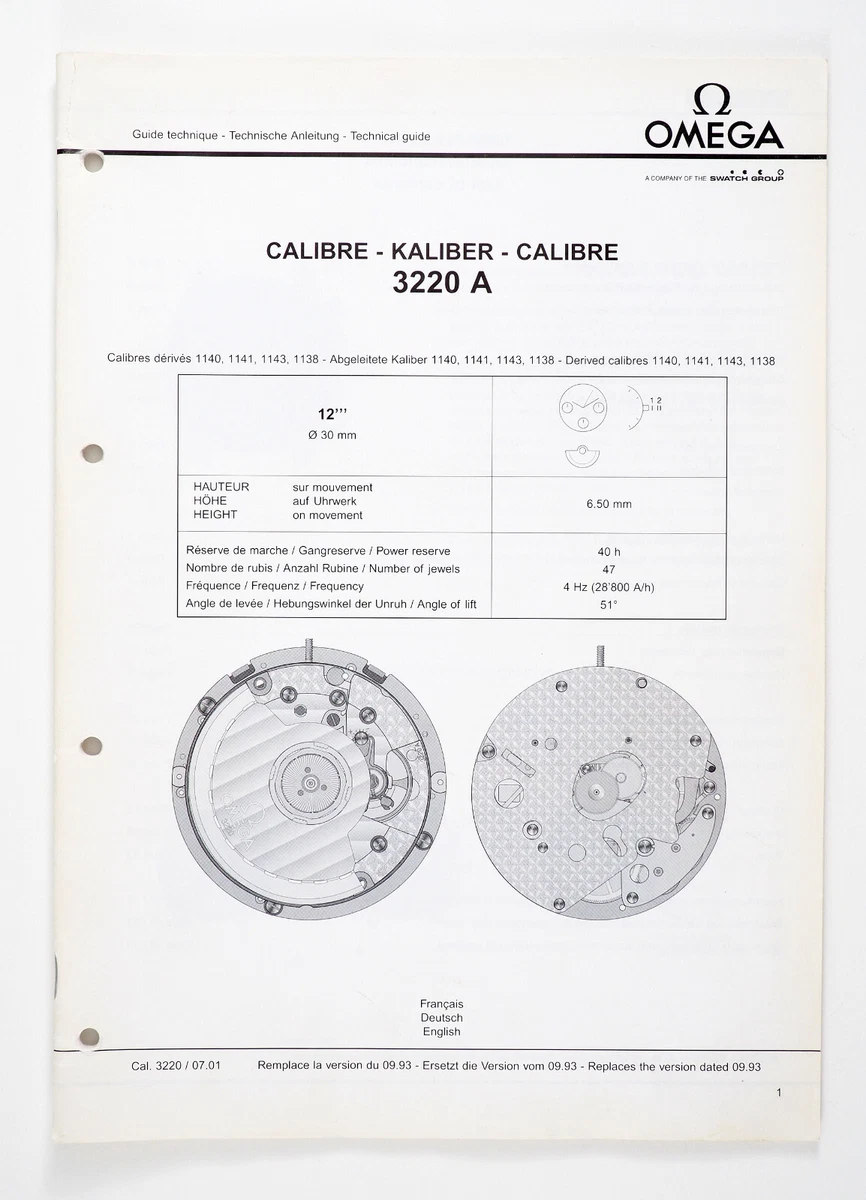 Guide technique - Technische Anleitung - Technical guide
Ω
OMEGA
A COMPANY OF THE SWATCH GROUP
CALIBRE - KALIBER - CALIBRE
3220 A
Calibres dérivés 1140, 1141, 1143, 1138 - Abgeleitete Kaliber 1140, 1141, 1143, 1138 - Derived calibres 1140, 1141, 1143, 1138
12’’’
Ø 30 mm
1 2
I II
HAUTEUR sur mouvement
HÖHE auf Uhrwerk
HEIGHT on movement
6.50 mm
Réserve de marche / Gangreserve / Power reserve 40 h
Nombre de rubis / Anzahl Rubine / Number of jewels 47
Fréquence / Frequenz / Frequency 4 Hz (28'800 A/h)
Angle de levée / Hebungswinkel der Unruh / Angle of lift 51°
Français
Deutsch
English
Cal. 3220 / 07.01 Remplace la version du 09.93 - Ersetzt die Version vom 09.93 - Replaces the version dated 09.93
1